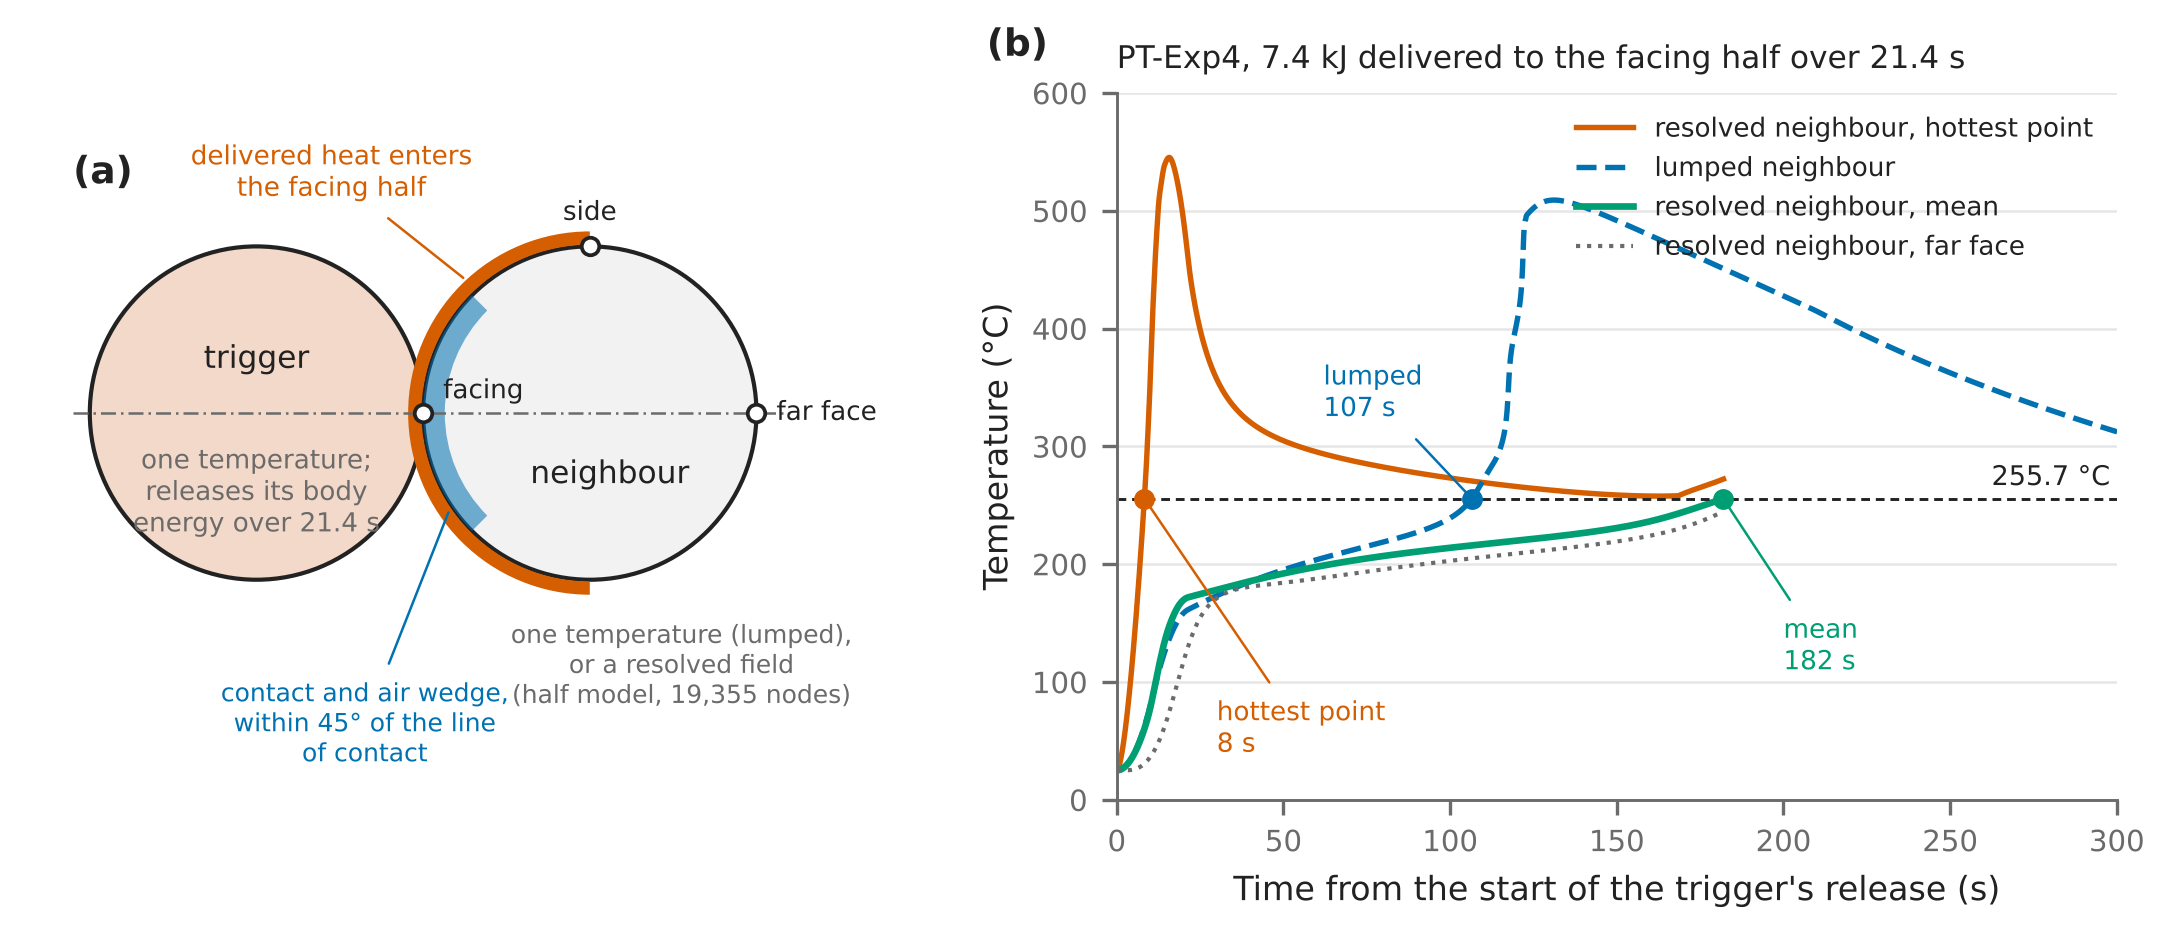 (a)
delivered heat enters
the facing half
side
trigger
facing
far face
neighbour
one temperature;
releases its body
energy over 21.4 s
one temperature (lumped),
or a resolved field
(half model, 19,355 nodes)
contact and air wedge,
within 45° of the line
of contact
(b)
PT-Exp4, 7.4 kJ delivered to the facing half over 21.4 s
resolved neighbour, hottest point
lumped neighbour
resolved neighbour, mean
resolved neighbour, far face
Temperature (°C)
600
500
400
300
200
100
0
lumped
107 s
255.7 °C
mean
182 s
hottest point
8 s
0 50 100 150 200 250 300
Time from the start of the trigger's release (s)